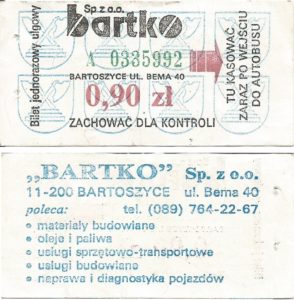 Bilet jednorazowy ulgowy
Sp z o.o.
bartko
A 0335992
BARTOSZYCE UL. BEMA 40
0,90 zł
ZACHOWAĆ DLA KONTROLI
TU KASOWAĆ
ZARAZ PO WEJŚCIU
DO AUTOBUSU
„BARTKO” Sp. z o.o.
11-200 BARTOSZYCE ul. Bema 40
poleca: tel. (089) 764-22-67
• materiały budowlane
• oleje i paliwa
• usługi sprzętowo-transportowe
• usługi budowlane
• naprawa i diagnostyka pojazdów